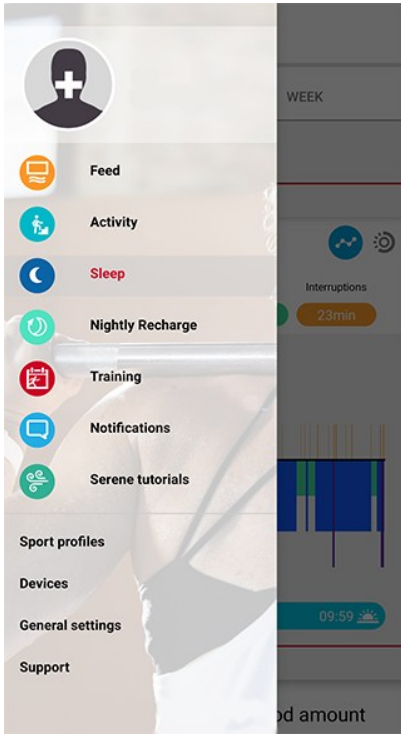 WEEK
Feed
Activity
Sleep
Interruptions
23min
Nightly Recharge
Training
Notifications
Serene tutorials
Sport profiles
Devices
09:59
General settings
Support
amount